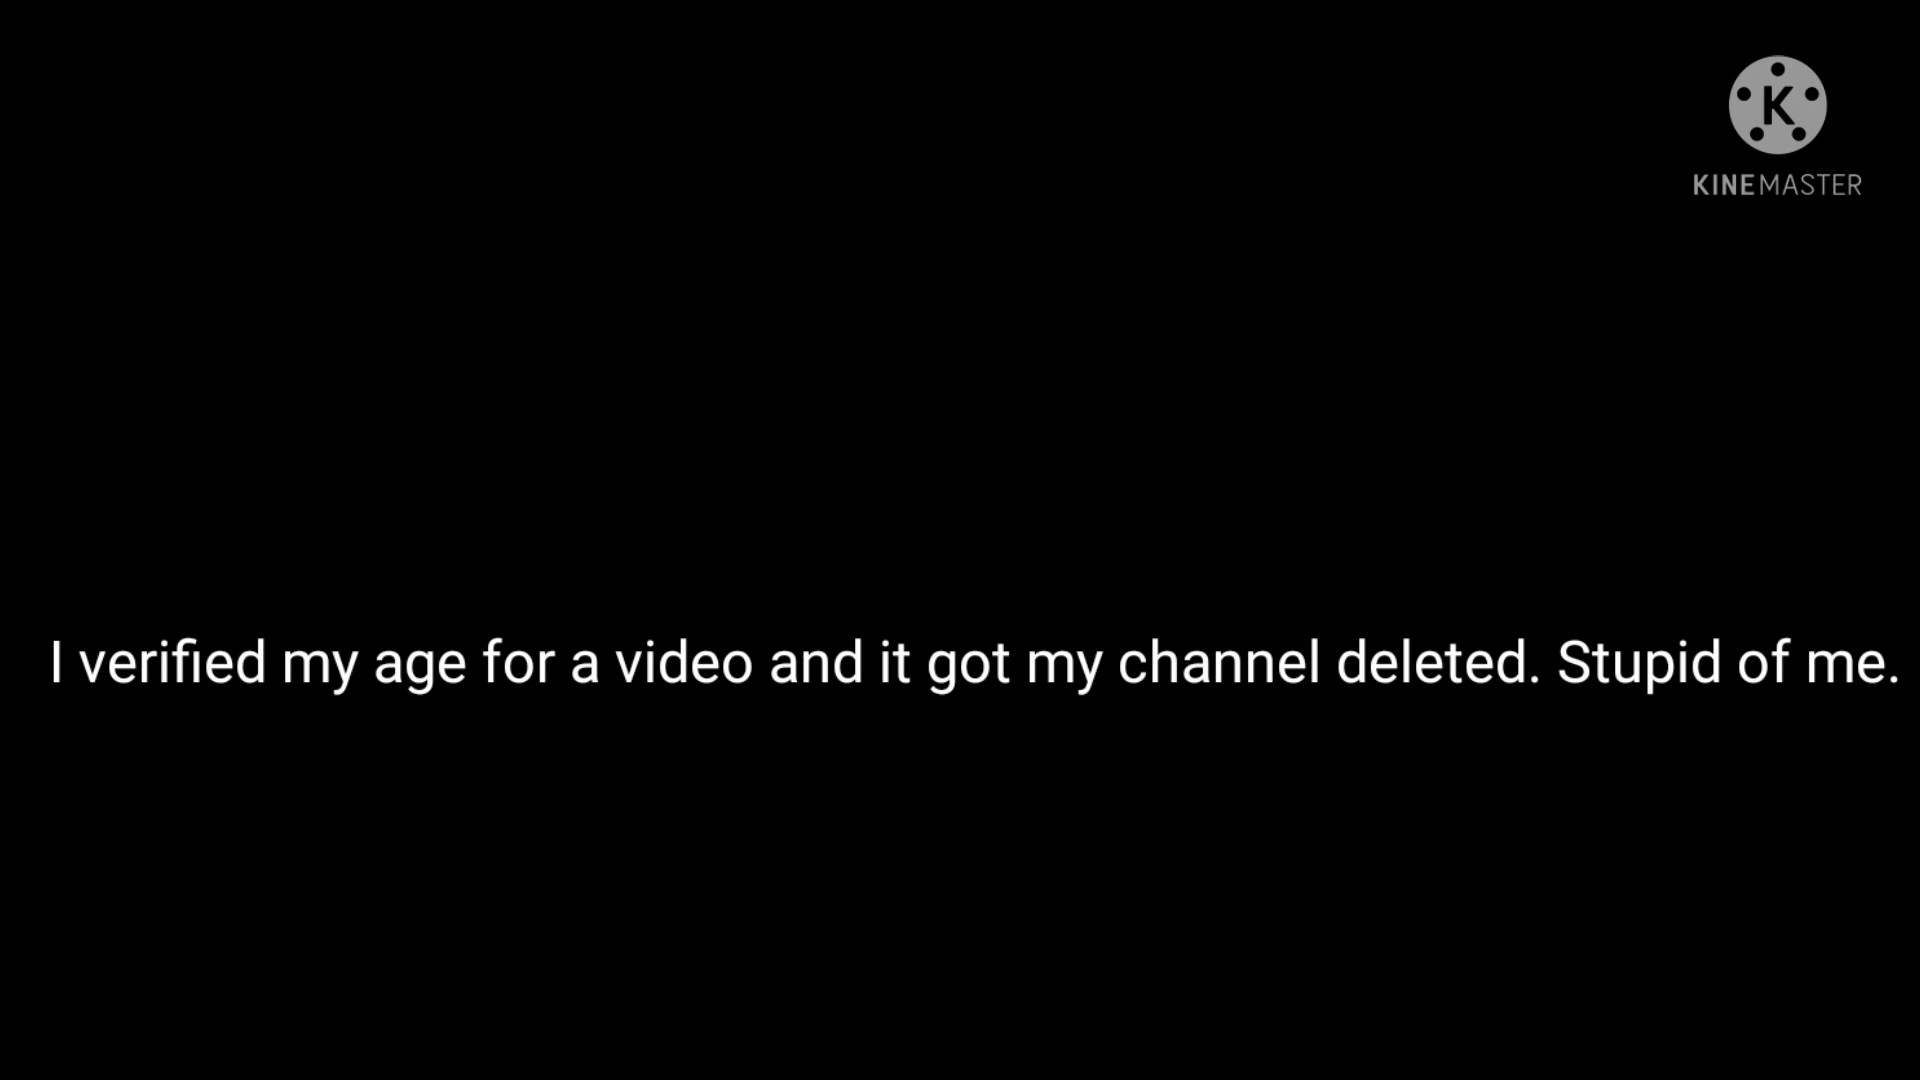 K
KINEMASTER
I verified my age for a video and it got my channel deleted. Stupid of me.